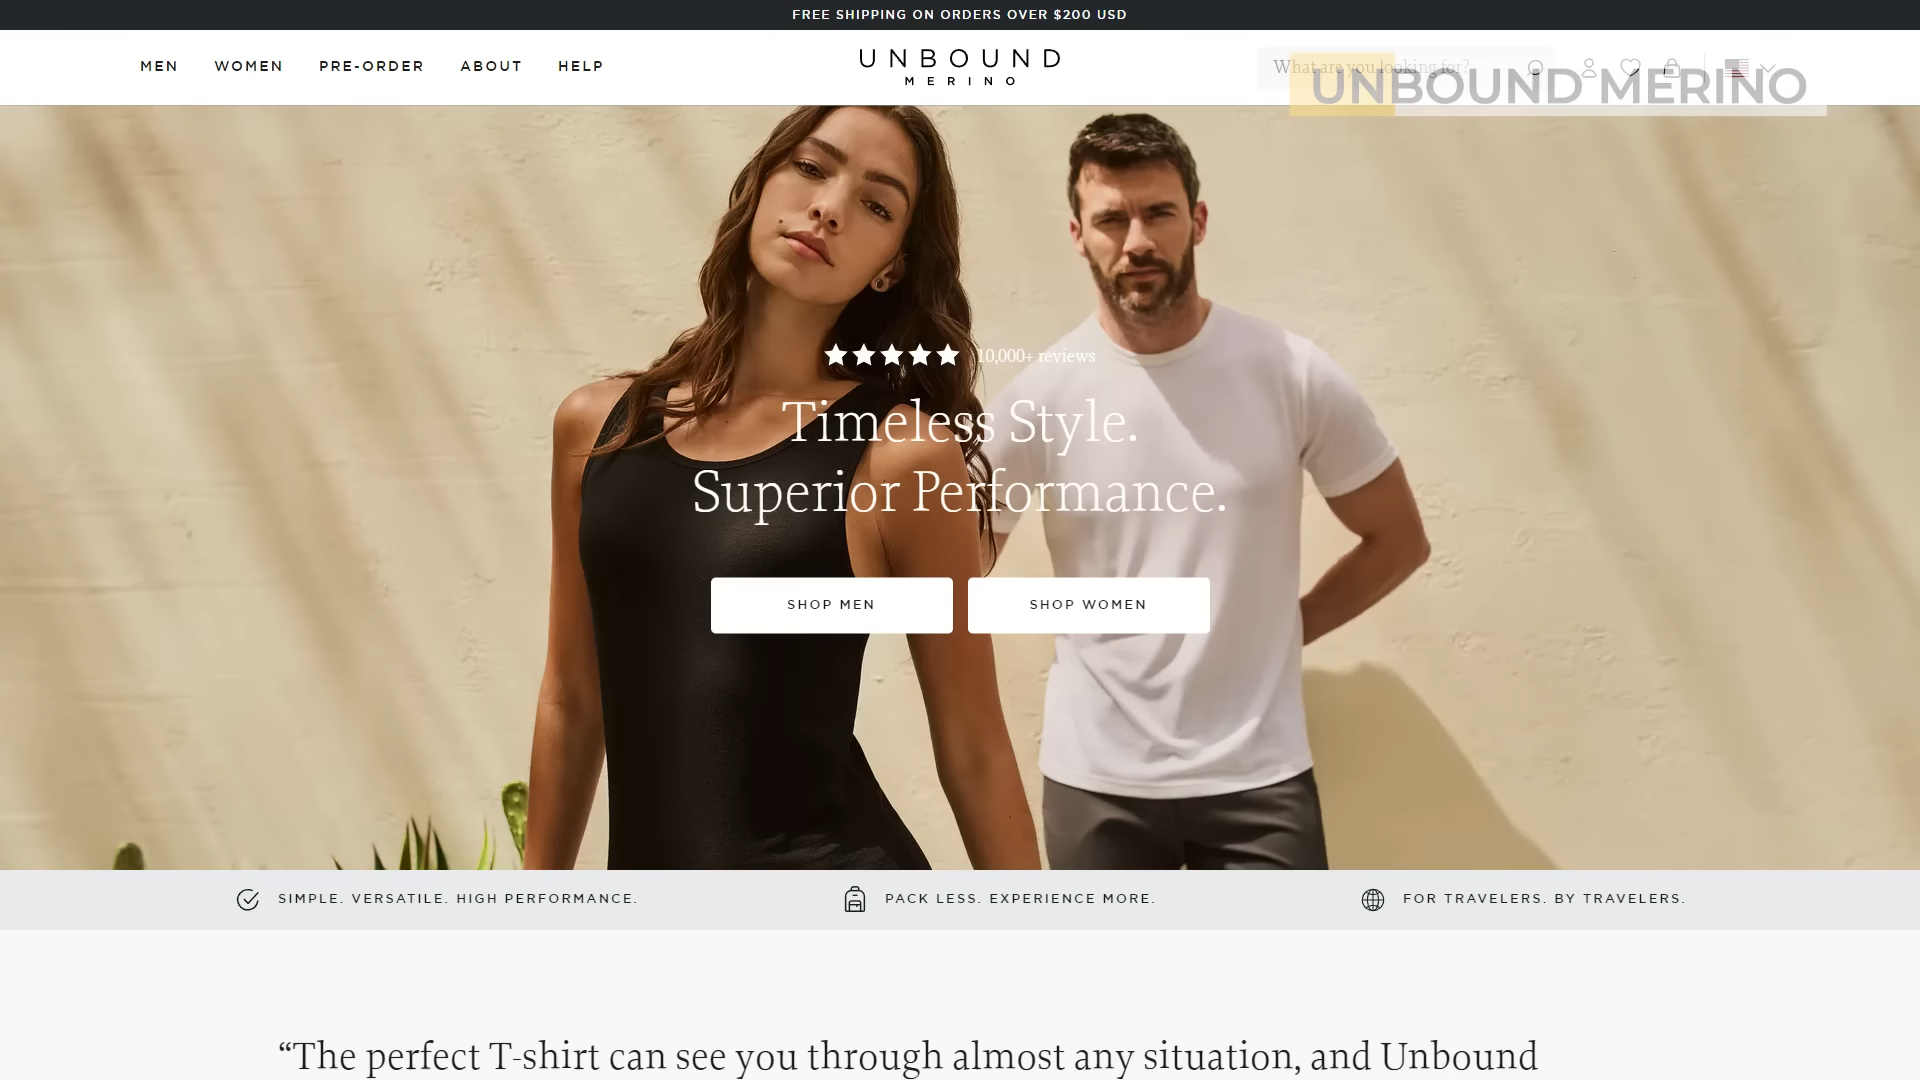 FREE SHIPPING ON ORDERS OVER $200 USD
MEN WOMEN PRE-ORDER ABOUT HELP
UNBOUND
MERINO
What are you looking for?
UNBOUND MERINO
10,000+ reviews
Timeless Style.
Superior Performance.
SHOP MEN SHOP WOMEN
SIMPLE. VERSATILE. HIGH PERFORMANCE. PACK LESS. EXPERIENCE MORE. FOR TRAVELERS. BY TRAVELERS.
“The perfect T-shirt can see you through almost any situation, and Unbound